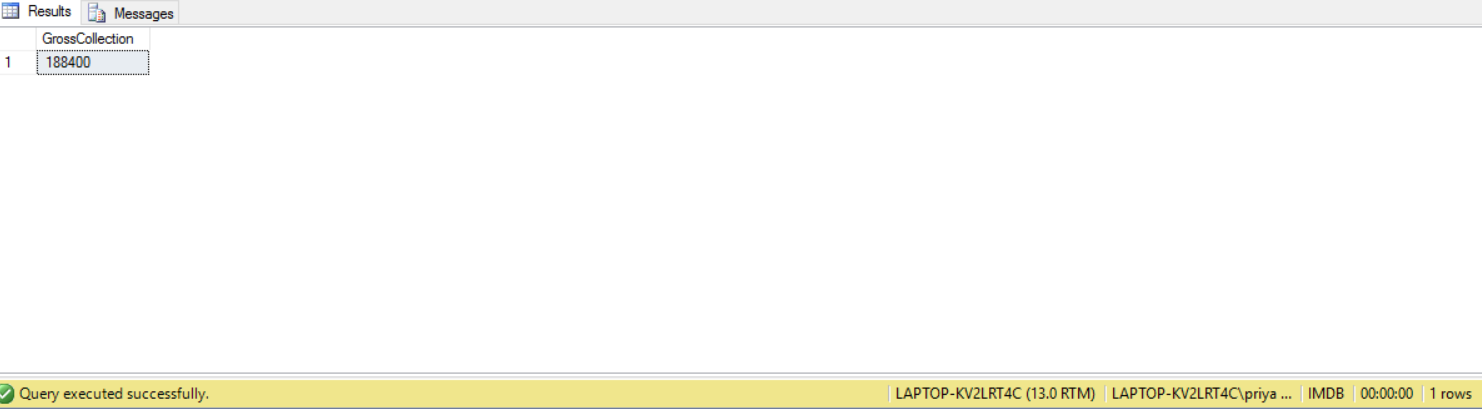 Results Messages
GrossCollection
1 188400
Query executed successfully. LAPTOP-KV2LRT4C (13.0 RTM) LAPTOP-KV2LRT4C\priya ... IMDB 00:00:00 1 rows